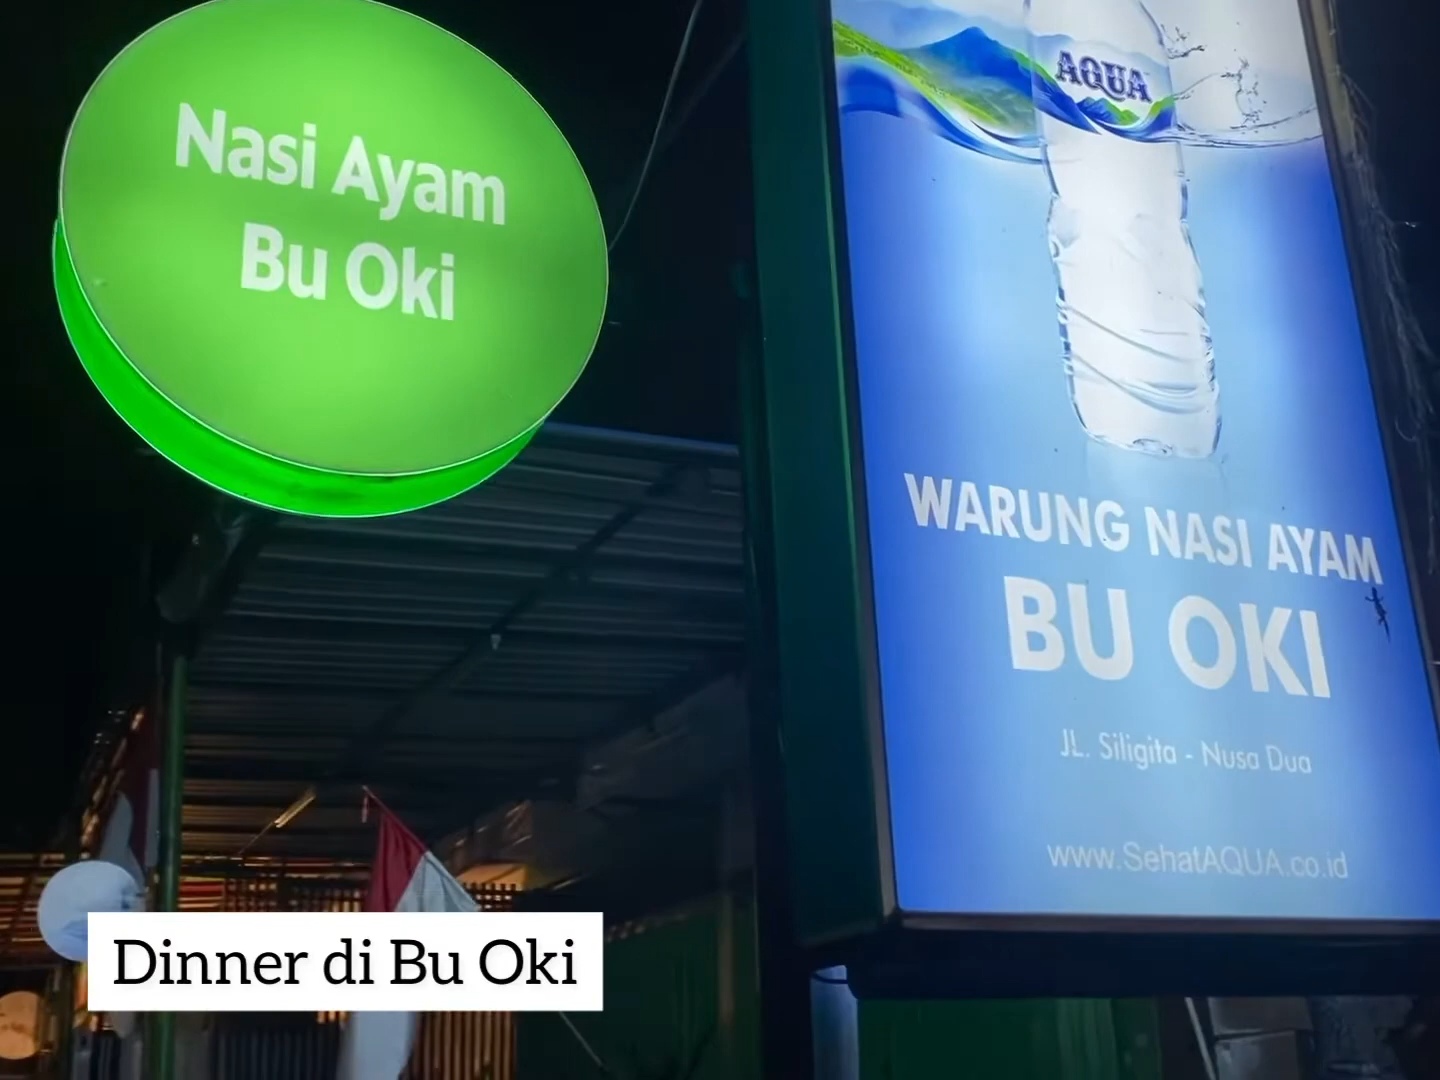 Nasi Ayam
Bu Oki
AQUA
WARUNG NASI AYAM
BU OKI
JL. Siligita - Nusa Dua
www.SehatAQUA.co.id
Dinner di Bu Oki